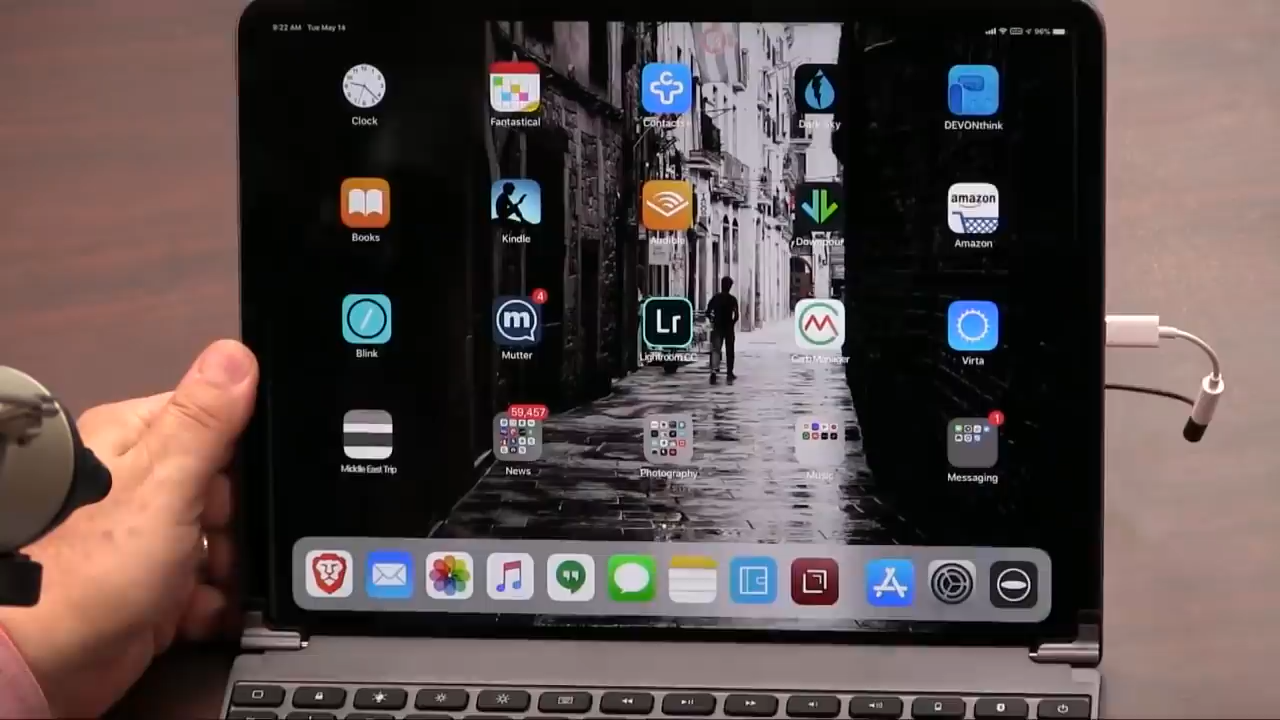 9:22 AM Tue May 14
96%
Clock
Fantastical
Contacts+
Dark Sky
DEVONthink
Books
Kindle
Audible
Downpour
amazon
Amazon
Blink
m
4
Mutter
Lr
Lightroom CC
Carb Manager
Virta
Middle East Trip
59,457
News
Photography
Music
1
Messaging